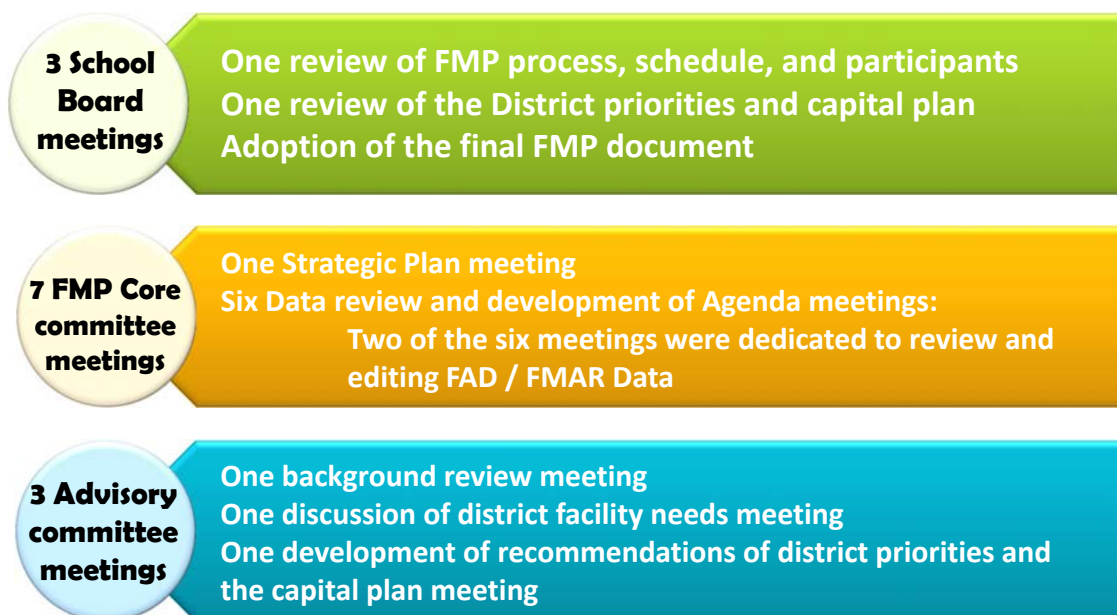 3 School
Board
meetings
One review of FMP process, schedule, and participants
One review of the District priorities and capital plan
Adoption of the final FMP document
7 FMP Core
committee
meetings
One Strategic Plan meeting
Six Data review and development of Agenda meetings:
Two of the six meetings were dedicated to review and
editing FAD / FMAR Data
3 Advisory
committee
meetings
One background review meeting
One discussion of district facility needs meeting
One development of recommendations of district priorities and
the capital plan meeting